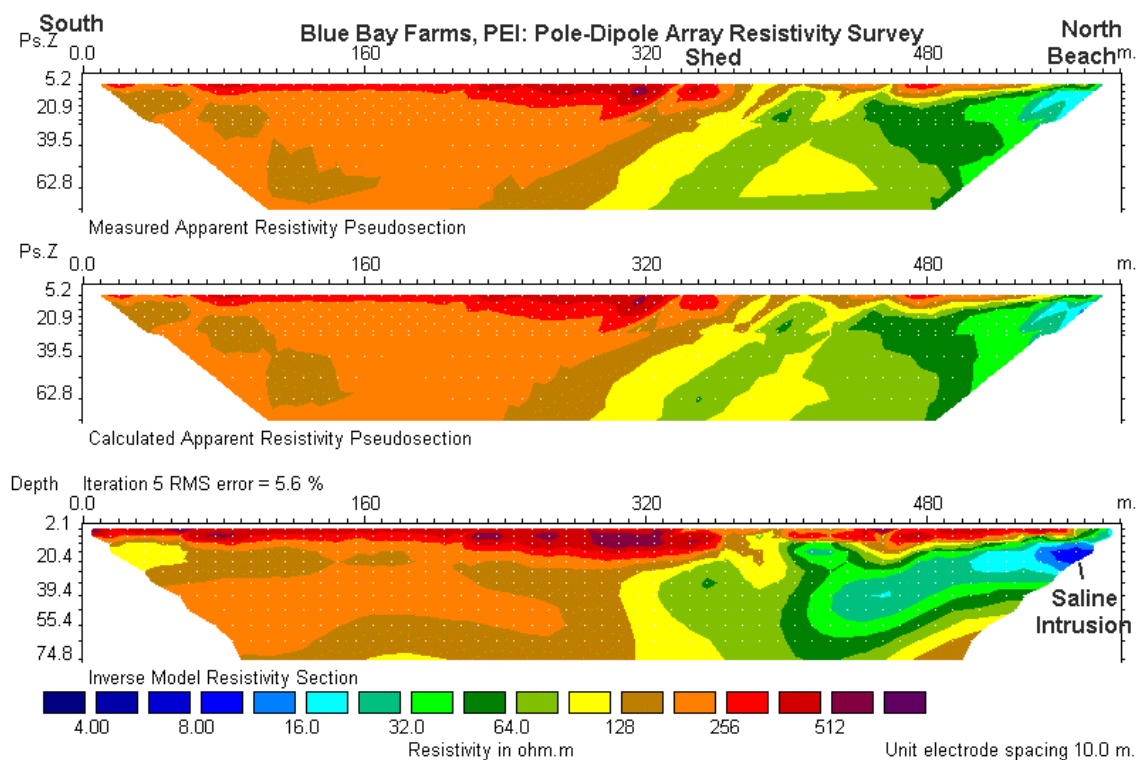 South
Blue Bay Farms, PEI: Pole-Dipole Array Resistivity Survey
North
Shed
Beach
Ps.Z 0.0 160 320 480 m.
5.2
20.9
39.5
62.8
Measured Apparent Resistivity Pseudosection
Ps.Z 0.0 160 320 480 m.
5.2
20.9
39.5
62.8
Calculated Apparent Resistivity Pseudosection
Depth Iteration 5 RMS error = 5.6 %
0.0 160 320 480 m.
2.1
20.4
39.4
55.4
74.8
Saline
Intrusion
Inverse Model Resistivity Section
4.00 8.00 16.0 32.0 64.0 128 256 512
Resistivity in ohm.m
Unit electrode spacing 10.0 m.